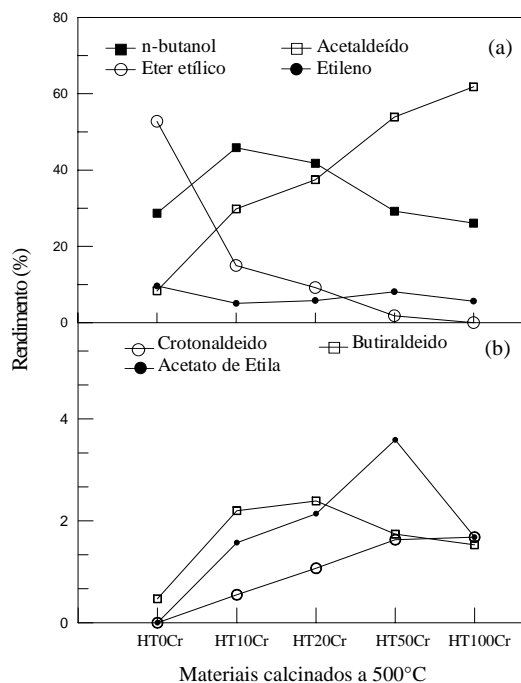 80
n-butanol
Acetaldeído
(a)
Eter etílico
Etileno
60
40
20
0
Rendimento (%)
Crotonaldeido
Butiraldeido
(b)
Acetato de Etila
4
2
0
HT0Cr HT10Cr HT20Cr HT50Cr HT100Cr
Materiais calcinados a 500°C